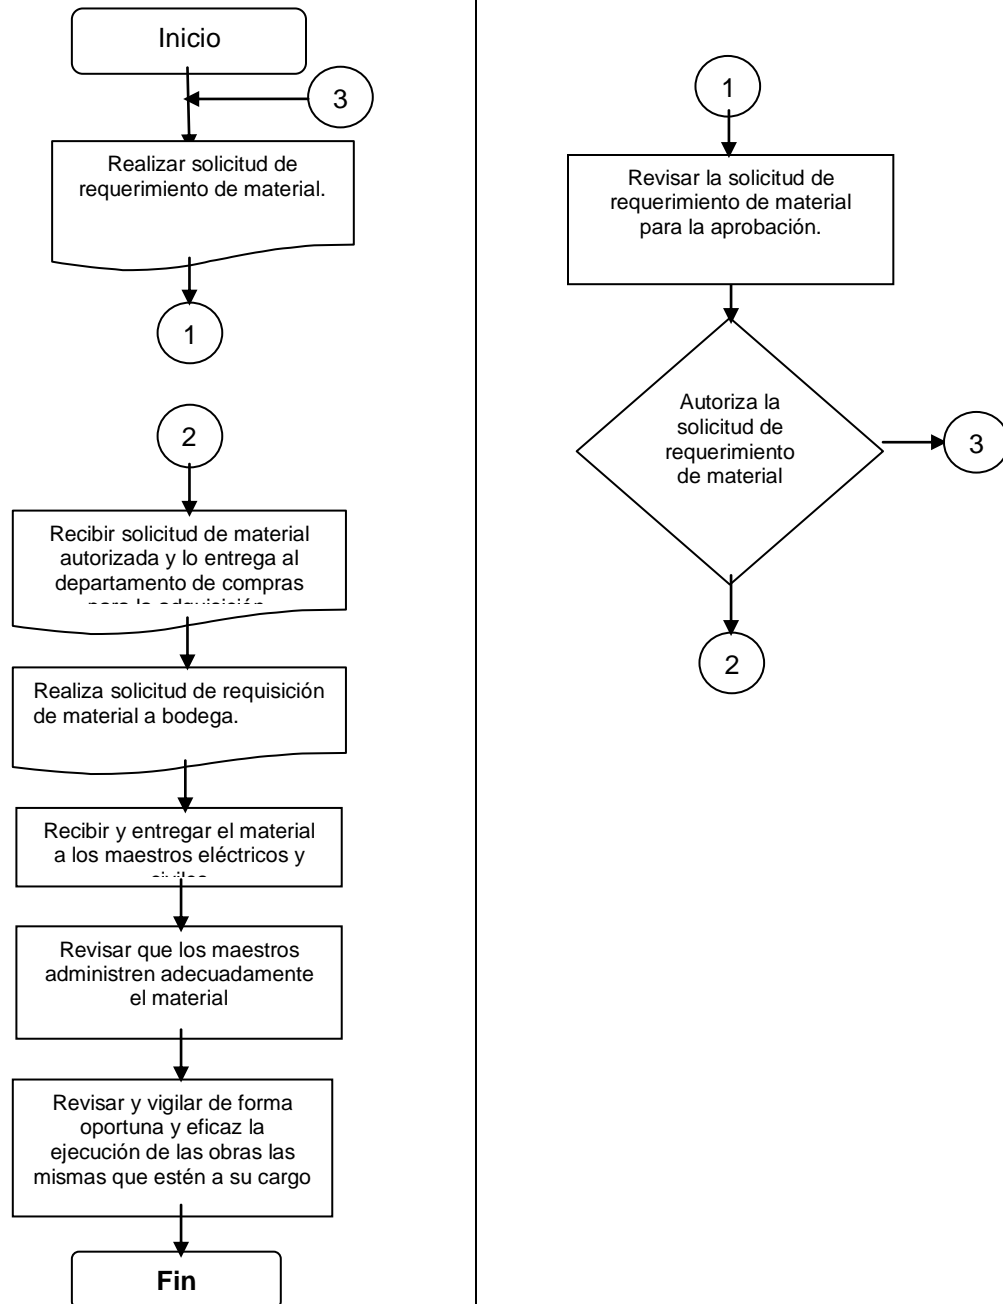 Inicio
3
Realizar solicitud de
requerimiento de material.
1
2
Recibir solicitud de material
autorizada y lo entrega al
departamento de compras
para la adquisición
Realiza solicitud de requisición
de material a bodega.
Recibir y entregar el material
a los maestros eléctricos y
civiles
Revisar que los maestros
administren adecuadamente
el material
Revisar y vigilar de forma
oportuna y eficaz la
ejecución de las obras las
mismas que estén a su cargo
Fin
1
Revisar la solicitud de
requerimiento de material
para la aprobación.
Autoriza la
solicitud de
requerimiento
de material
3
2